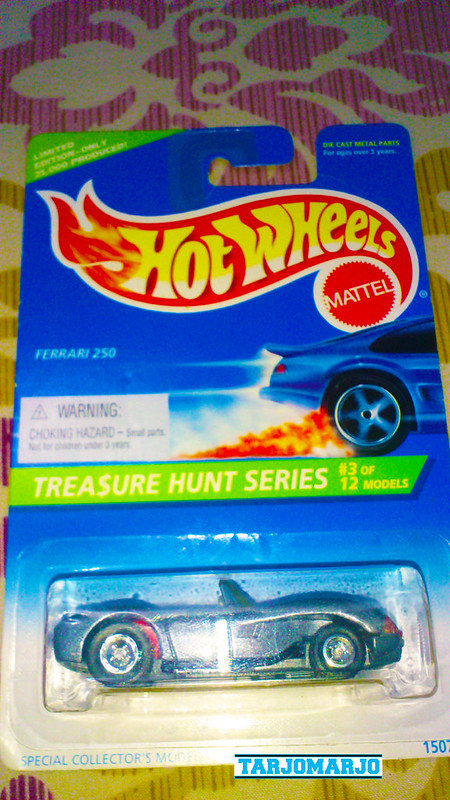 LIMITED
EDITION-ONLY
25,000 PRODUCED!
DIE CAST METAL PARTS
For ages over 3 years.
HOT WHEELS
MATTEL
®
FERRARI 250
WARNING:
CHOKING HAZARD – Small parts.
Not for children under 3 years.
TREA$URE HUNT SERIES #3 OF
12 MODELS
SPECIAL COLLECTOR'S
1507
TARJOMARJO